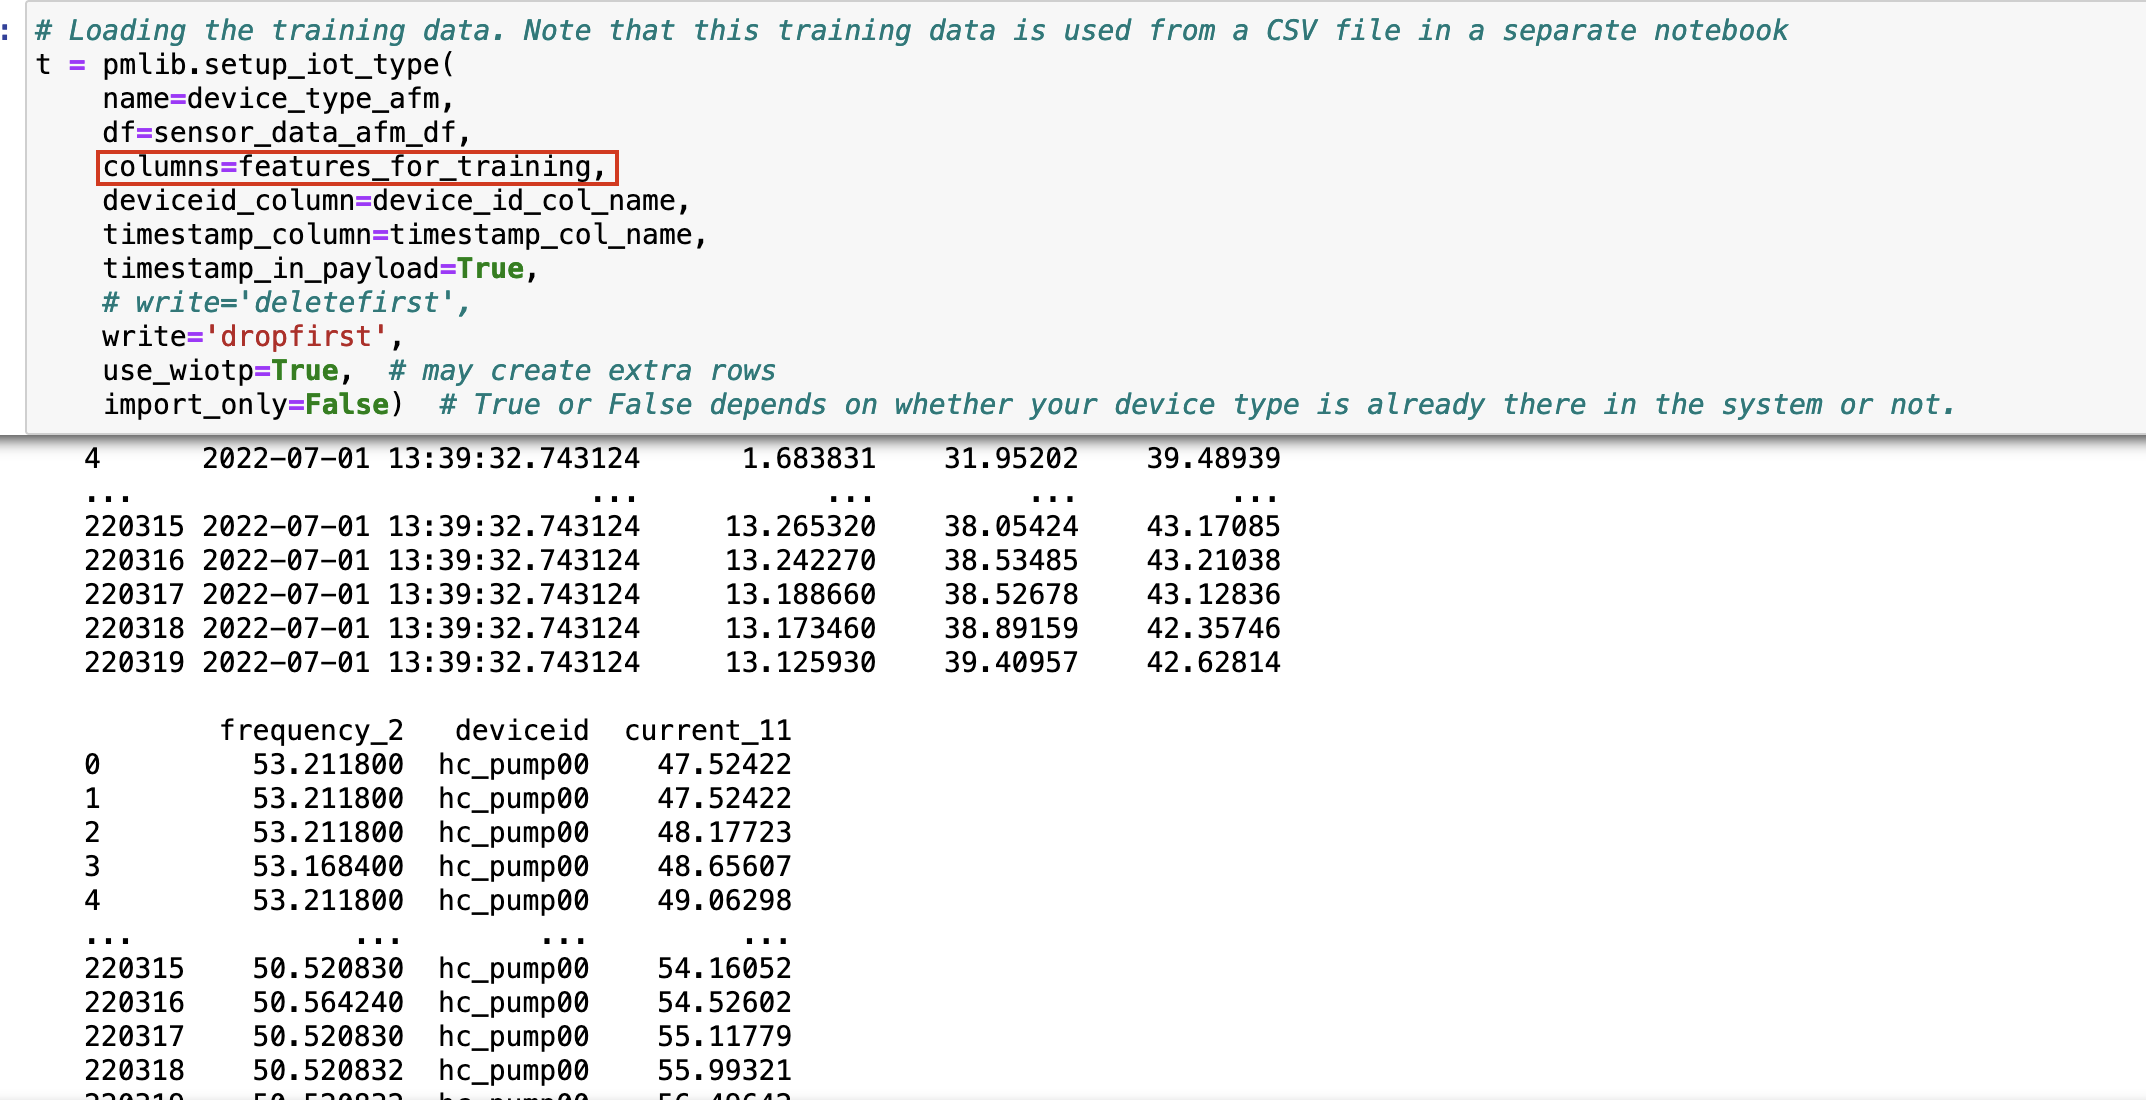 : # Loading the training data. Note that this training data is used from a CSV file in a separate notebook
t = pmlib.setup_iot_type(
name=device_type_afm,
df=sensor_data_afm_df,
columns=features_for_training,
deviceid_column=device_id_col_name,
timestamp_column=timestamp_col_name,
timestamp_in_payload=True,
# write='deletefirst',
write='dropfirst',
use_wiotp=True,  # may create extra rows
import_only=False)  # True or False depends on whether your device type is already there in the system or not.
4 2022-07-01 13:39:32.743124 1.683831 31.95202 39.48939
... ... ... ... ...
220315 2022-07-01 13:39:32.743124 13.265320 38.05424 43.17085
220316 2022-07-01 13:39:32.743124 13.242270 38.53485 43.21038
220317 2022-07-01 13:39:32.743124 13.188660 38.52678 43.12836
220318 2022-07-01 13:39:32.743124 13.173460 38.89159 42.35746
220319 2022-07-01 13:39:32.743124 13.125930 39.40957 42.62814
frequency_2 deviceid current_11
0 53.211800 hc_pump00 47.52422
1 53.211800 hc_pump00 47.52422
2 53.211800 hc_pump00 48.17723
3 53.168400 hc_pump00 48.65607
4 53.211800 hc_pump00 49.06298
... ... ... ...
220315 50.520830 hc_pump00 54.16052
220316 50.564240 hc_pump00 54.52602
220317 50.520830 hc_pump00 55.11779
220318 50.520832 hc_pump00 55.99321